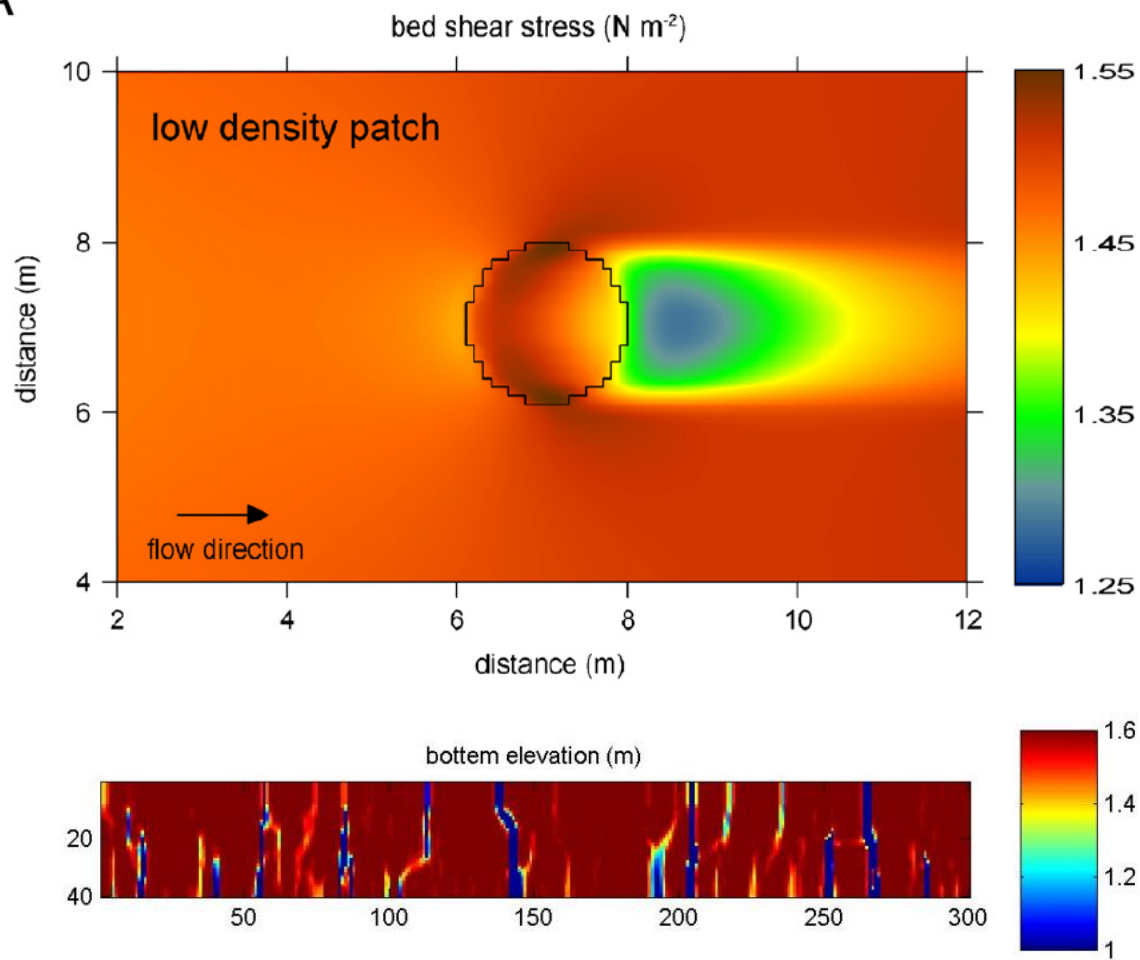 A
bed shear stress (N m-2)
10
low density patch
8
6
4
flow direction
distance (m)
2 4 6 8 10 12
distance (m)
1.55
1.45
1.35
1.25
bottem elevation (m)
20
40
50 100 150 200 250 300
1.6
1.4
1.2
1